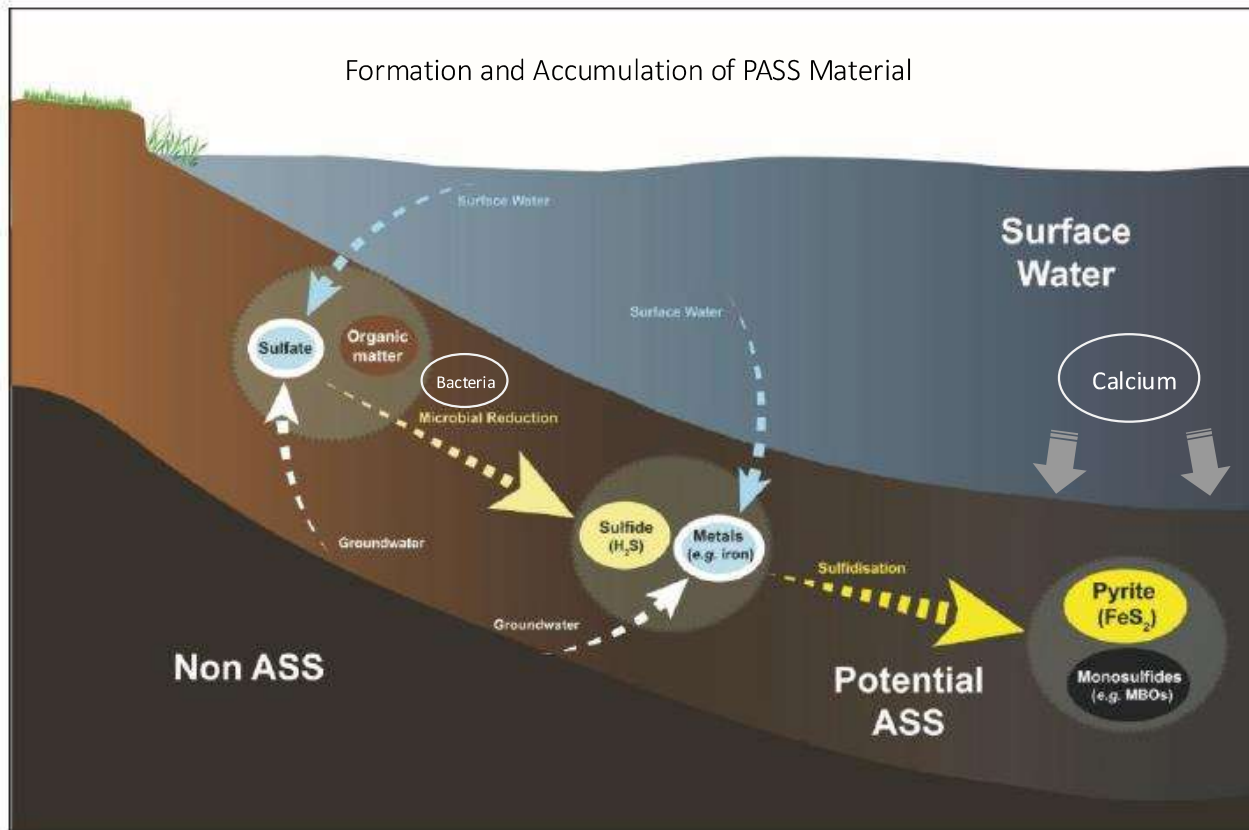 Formation and Accumulation of PASS Material
Surface Water
Surface
Water
Surface Water
Sulfate
Organic
matter
Bacteria
Calcium
Microbial Reduction
Groundwater
Sulfide
(H₂S)
Metals
(e.g. iron)
Sulfidisation
Groundwater
Pyrite
(FeS₂)
Non ASS
Potential
ASS
Monosulfides
(e.g. MBOs)